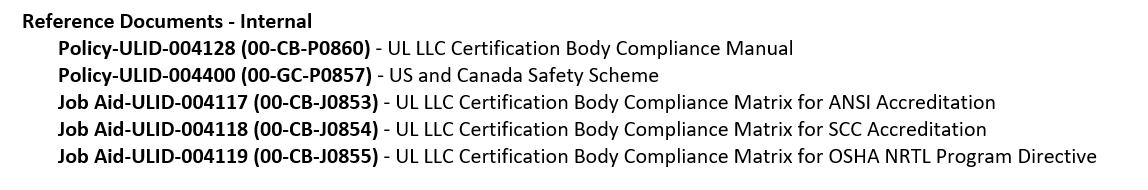 Reference Documents - Internal
Policy-ULID-004128 (00-CB-P0860) - UL LLC Certification Body Compliance Manual
Policy-ULID-004400 (00-GC-P0857) - US and Canada Safety Scheme
Job Aid-ULID-004117 (00-CB-J0853) - UL LLC Certification Body Compliance Matrix for ANSI Accreditation
Job Aid-ULID-004118 (00-CB-J0854) - UL LLC Certification Body Compliance Matrix for SCC Accreditation
Job Aid-ULID-004119 (00-CB-J0855) - UL LLC Certification Body Compliance Matrix for OSHA NRTL Program Directive